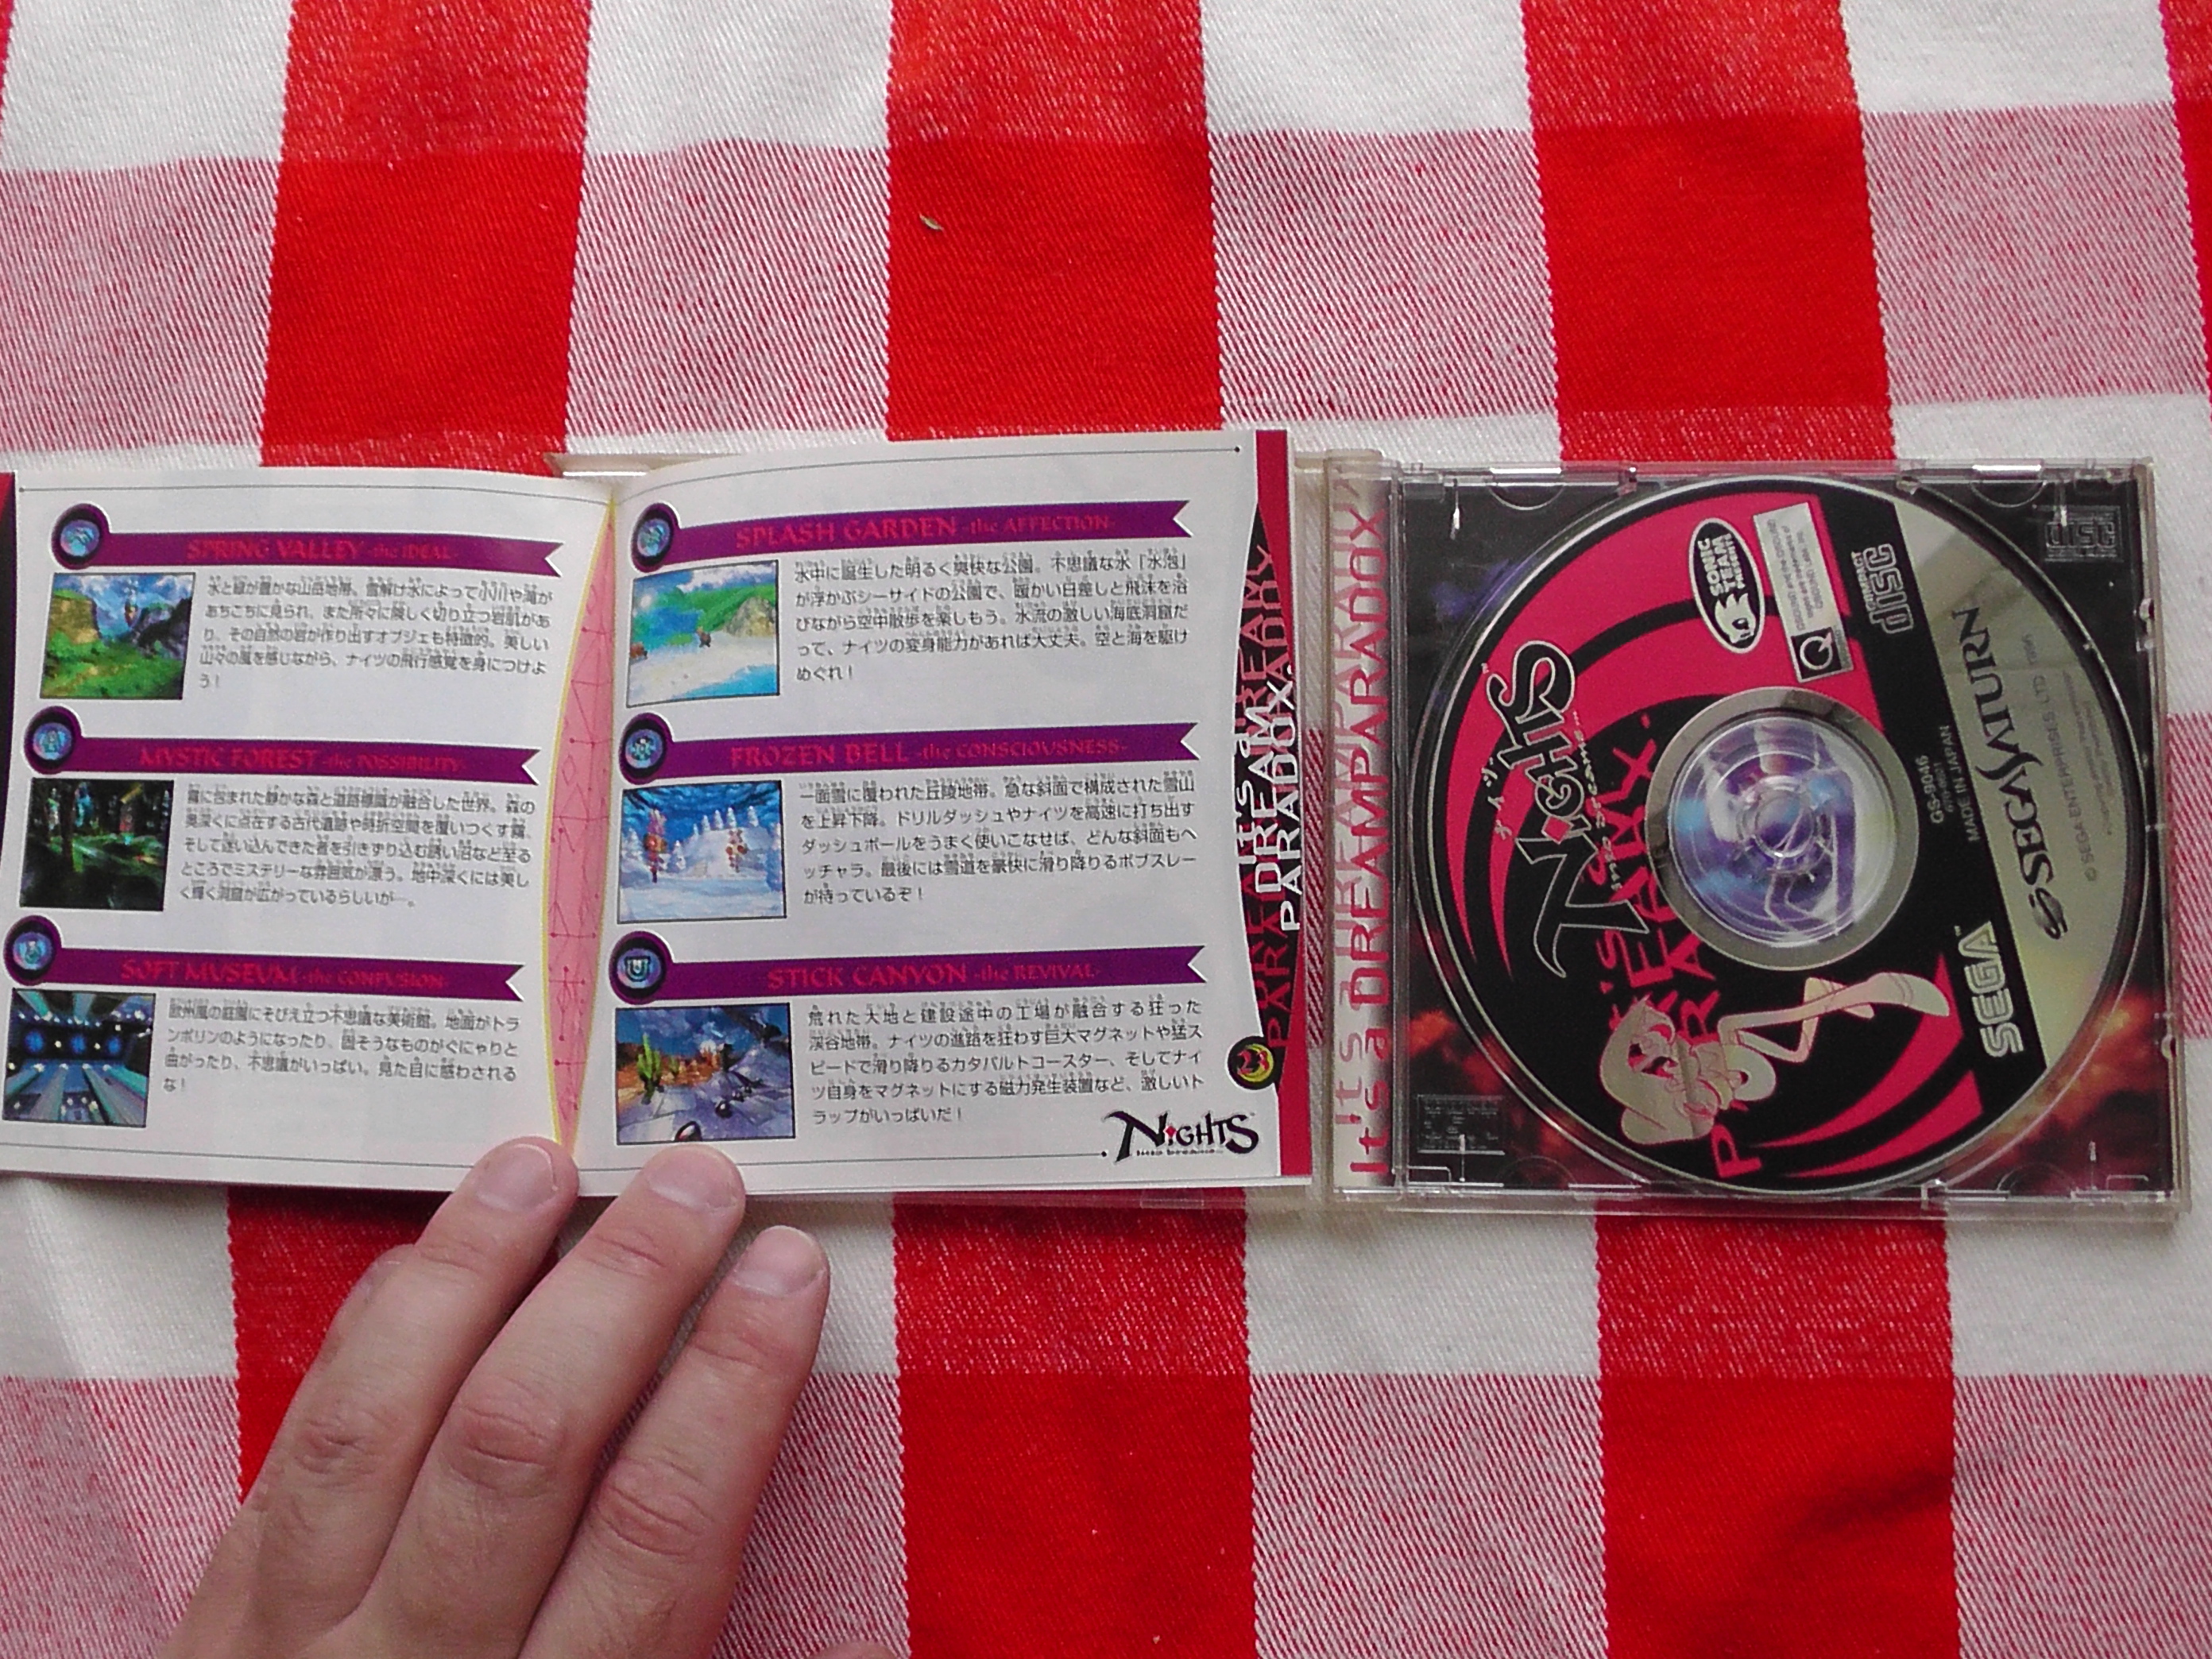 SPRING VALLEY -the IDEAL-
水と緑が豊かな山岳地帯。雪解け水によって小川や滝が
あちこちに見られ、また所々に険しく切り立つ岩肌があ
り、その自然の岩が作り出すオブジェも特徴的。美しい
山々の風を感じながら、ナイツの飛行感覚を身につけよ
う！
MYSTIC FOREST -the POSSIBILITY-
霧に包まれた静かな森と道路標識が融合した世界。森の
奥深くに点在する古代遺跡や時折空間を覆いつくす霧、
そして迷い込んできた者を引きずり込む誘い沼など至る
ところでミステリーな雰囲気が漂う。地中深くには美し
く輝く洞窟が広がっているらしいが…。
SOFT MUSEUM -the CONFUSION-
欧州風の庭園にそびえ立つ不思議な美術館。地面がトラ
ンポリンのようになったり、固そうなものがぐにゃりと
曲がったり、不思議がいっぱい。見た目に惑わされる
な！
SPLASH GARDEN -the AFFECTION-
水中に誕生した明るく爽快な公園。不思議な水「水泡」
が浮かぶシーサイドの公園で、暖かい日差しと飛沫を浴
びながら空中散歩を楽しもう。水流の激しい海底洞窟だ
って、ナイツの変身能力があれば大丈夫。空と海を駆け
めぐれ！
FROZEN BELL -the CONSCIOUSNESS-
一面雪に覆われた丘陵地帯。急な斜面で構成された雪山
を上昇下降。ドリルダッシュやナイツを高速に打ち出す
ダッシュボールをうまく使いこなせば、どんな斜面もへ
ッチャラ。最後には雪道を豪快に滑り降りるボブスレー
が待っているぞ！
STICK CANYON -the REVIVAL-
荒れた大地と建設途中の工場が融合する狂った
渓谷地帯。ナイツの進路を狂わす巨大マグネットや猛ス
ピードで滑り降りるカタパルトコースター、そしてナイ
ツ自身をマグネットにする磁力発生装置など、激しいト
ラップがいっぱいだ！
NiGHTS
into dreams...
23
It's a DREAMPARADOX
SONIC
TEAM
PRESENTS
COMPACT
disc
ナイツ
NiGHTS
into dreams...
SEGA SATURN
GS-9046
MADE IN JAPAN
© SEGA ENTERPRISES, LTD. 1996
SEGA